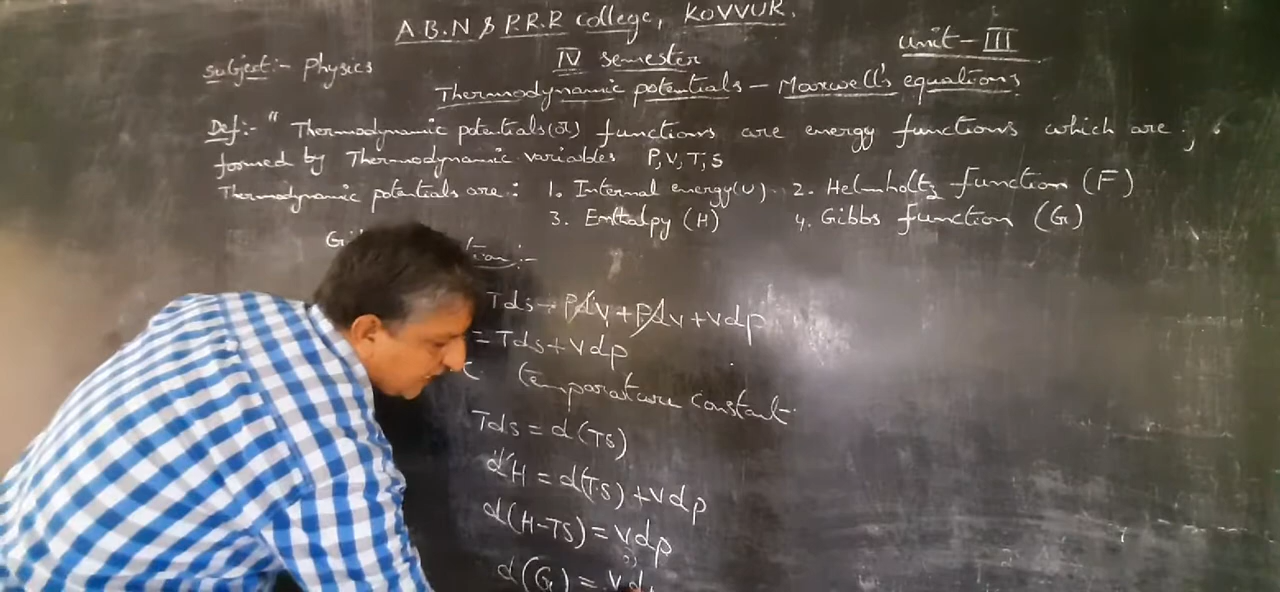 A.B.N & P.R.R college, KOVVUR.
Subject:- Physics
IV semester
unit-III
Thermodynamic potentials - Maxwell's equations
Def:- " Thermodynamic potentials (or) functions are energy functions which are
formed by Thermodynamic variables P,V,T,S
Thermodynamic potentials are: 1. Internal energy(U) 2. Helmholtz function (F)
3. Enthalpy (H) 4. Gibbs function (G)
Tds - Pdv + Pdv + vdp
= Tds + vdp
temparature constant
Tds = d(TS)
dH = d(TS) + vdp
d(H-TS) = vdp
d(G) = vdp